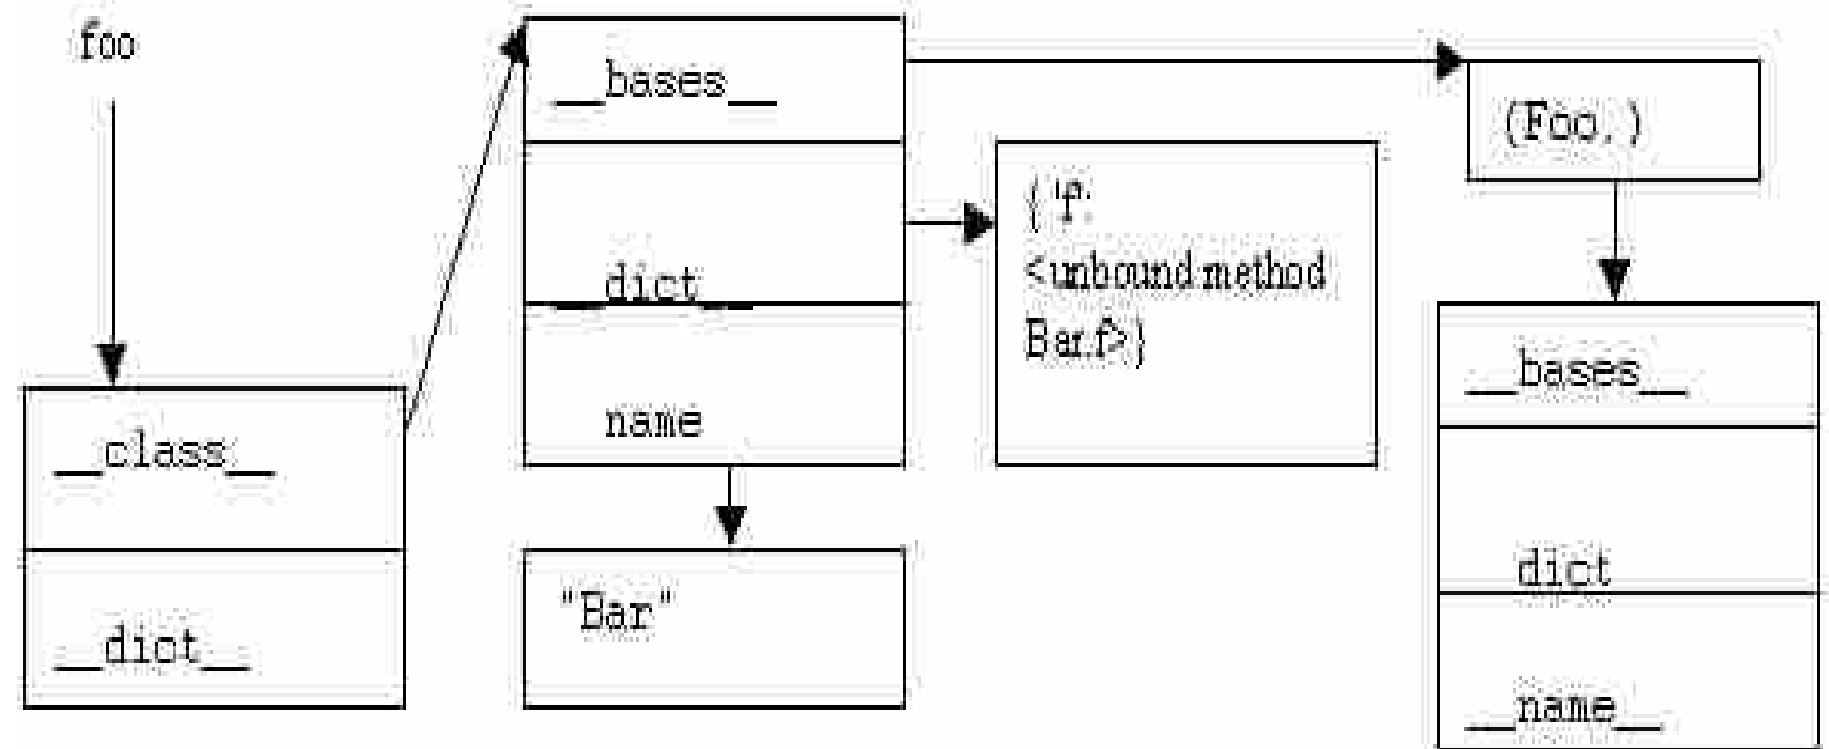 foo
__bases__
(Foo,)
{'f':
<unbound method
Bar.f>}
__dict__
__bases__
name
__class__
"Bar"
dict
__dict__
__name__